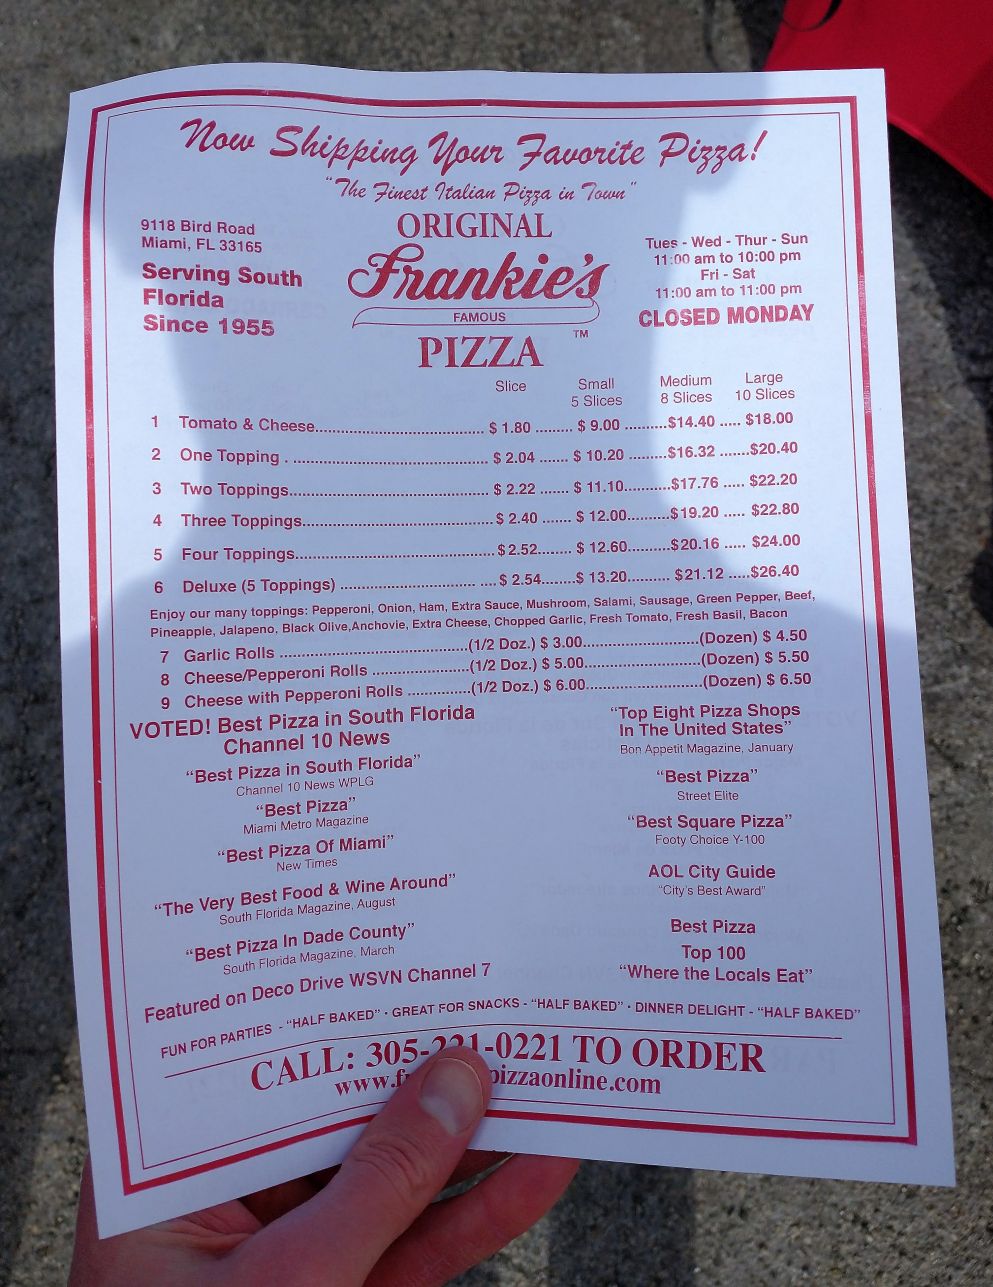 Now Shipping Your Favorite Pizza!
"The Finest Italian Pizza in Town"
9118 Bird Road
Miami, FL 33165
Serving South
Florida
Since 1955
ORIGINAL
Frankie's
FAMOUS
TM
PIZZA
Tues - Wed - Thur - Sun
11:00 am to 10:00 pm
Fri - Sat
11:00 am to 11:00 pm
CLOSED MONDAY
Slice Small Medium Large
5 Slices 8 Slices 10 Slices
1 Tomato & Cheese.......... $ 1.80 ........ $ 9.00 .........$14.40 ..... $18.00
2 One Topping . .......... $ 2.04 ....... $ 10.20 ........$16.32 .......$20.40
3 Two Toppings.......... $ 2.22 ....... $ 11.10..........$17.76 ..... $22.20
4 Three Toppings.......... $ 2.40 ....... $ 12.00.........$19.20 ..... $22.80
5 Four Toppings.......... $ 2.52........ $ 12.60.........$20.16 ..... $24.00
6 Deluxe (5 Toppings) .......... $ 2.54.......$ 13.20......... $21.12 .....$26.40
Enjoy our many toppings: Pepperoni, Onion, Ham, Extra Sauce, Mushroom, Salami, Sausage, Green Pepper, Beef,
Pineapple, Jalapeno, Black Olive,Anchovie, Extra Cheese, Chopped Garlic, Fresh Tomato, Fresh Basil, Bacon
7 Garlic Rolls ..........(1/2 Doz.) $ 3.00..........(Dozen) $ 4.50
8 Cheese/Pepperoni Rolls ..........(1/2 Doz.) $ 5.00..........(Dozen) $ 5.50
9 Cheese with Pepperoni Rolls ..........(1/2 Doz.) $ 6.00..........(Dozen) $ 6.50
VOTED! Best Pizza in South Florida
Channel 10 News
"Best Pizza in South Florida"
Channel 10 News WPLG
"Best Pizza"
Miami Metro Magazine
"Best Pizza Of Miami"
New Times
"The Very Best Food & Wine Around"
South Florida Magazine, August
"Best Pizza In Dade County"
South Florida Magazine, March
Featured on Deco Drive WSVN Channel 7
"Top Eight Pizza Shops
In The United States"
Bon Appetit Magazine, January
"Best Pizza"
Street Elite
"Best Square Pizza"
Footy Choice Y-100
AOL City Guide
"City's Best Award"
Best Pizza
Top 100
"Where the Locals Eat"
FUN FOR PARTIES - "HALF BAKED" - GREAT FOR SNACKS - "HALF BAKED" - DINNER DELIGHT - "HALF BAKED"
CALL: 305-221-0221 TO ORDER